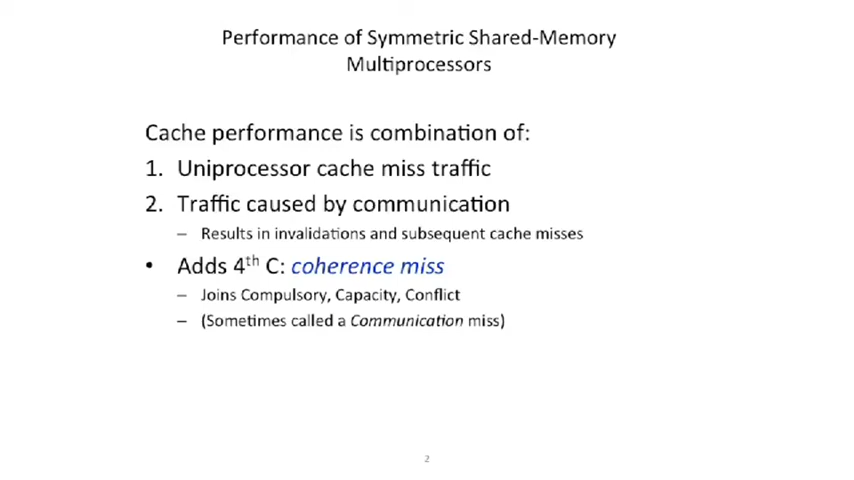 Performance of Symmetric Shared-Memory
Multiprocessors
Cache performance is combination of:
1. Uniprocessor cache miss traffic
2. Traffic caused by communication
– Results in invalidations and subsequent cache misses
• Adds 4th C: coherence miss
– Joins Compulsory, Capacity, Conflict
– (Sometimes called a Communication miss)
2